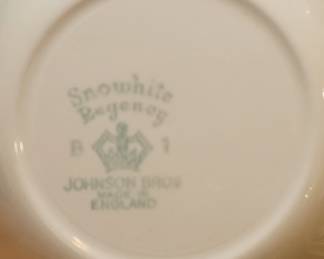 Snowhite
Regency
B 1
JOHNSON BROS
MADE IN
ENGLAND